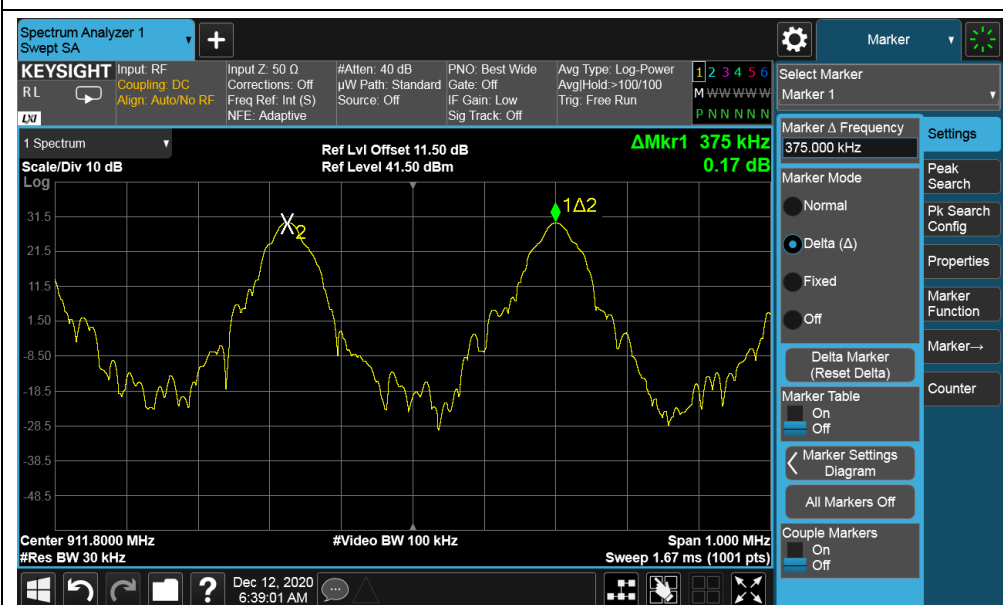 Spectrum Analyzer 1
Swept SA
+
Marker
KEYSIGHT
RL
LXI
Input: RF
Coupling: DC
Align: Auto/No RF
Input Z: 50 Ω
Corrections: Off
Freq Ref: Int (S)
NFE: Adaptive
#Atten: 40 dB
µW Path: Standard
Source: Off
PNO: Best Wide
Gate: Off
IF Gain: Low
Sig Track: Off
Avg Type: Log-Power
Avg|Hold:>100/100
Trig: Free Run
1 2 3 4 5 6
M W W W W W
P N N N N N
Select Marker
Marker 1
1 Spectrum
Scale/Div 10 dB
Log
Ref Lvl Offset 11.50 dB
Ref Level 41.50 dBm
ΔMkr1 375 kHz
0.17 dB
31.5
21.5
11.5
1.50
-8.50
-18.5
-28.5
-38.5
-48.5
X2
1Δ2
Center 911.8000 MHz
#Res BW 30 kHz
#Video BW 100 kHz
Span 1.000 MHz
Sweep 1.67 ms (1001 pts)
Marker Δ Frequency
375.000 kHz
Marker Mode
Normal
Delta (Δ)
Fixed
Off
Delta Marker
(Reset Delta)
Marker Table
On
Off
Marker Settings
Diagram
All Markers Off
Couple Markers
On
Off
Settings
Peak
Search
Pk Search
Config
Properties
Marker
Function
Marker→
Counter
?
Dec 12, 2020
6:39:01 AM